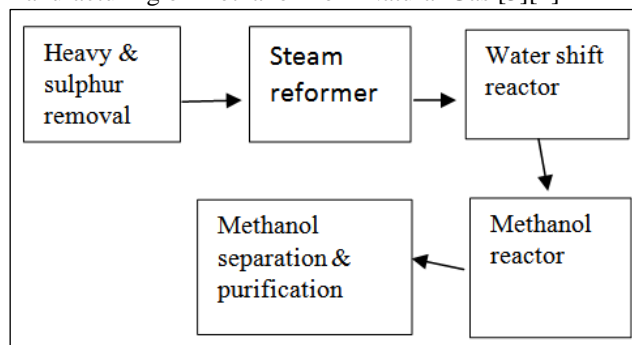 Heavy &
sulphur
removal
Steam
reformer
Water shift
reactor
Methanol
reactor
Methanol
separation &
purification